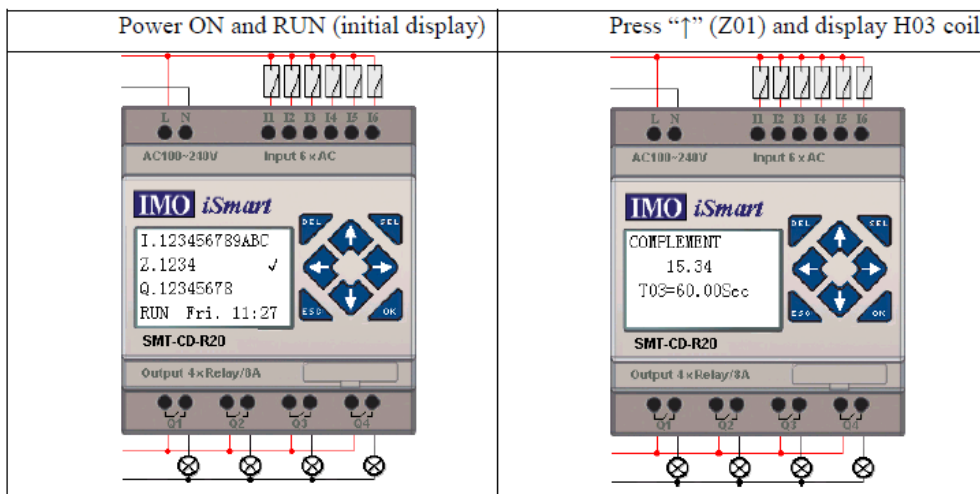 Power ON and RUN (initial display)
L N I1 I2 I3 I4 I5 I6
AC100~240V Input 6 x AC
IMO iSmart
DEL SEL
I.123456789ABC
Z.1234 ✓
Q.12345678
RUN Fri. 11:27
ESC OK
SMT-CD-R20
Output 4 x Relay/8A
Q1 Q2 Q3 Q4
Press “↑” (Z01) and display H03 coil
L N I1 I2 I3 I4 I5 I6
AC100~240V Input 6 x AC
IMO iSmart
DEL SEL
COMPLEMENT
15.34
T03=60.00Sec
ESC OK
SMT-CD-R20
Output 4 x Relay/8A
Q1 Q2 Q3 Q4